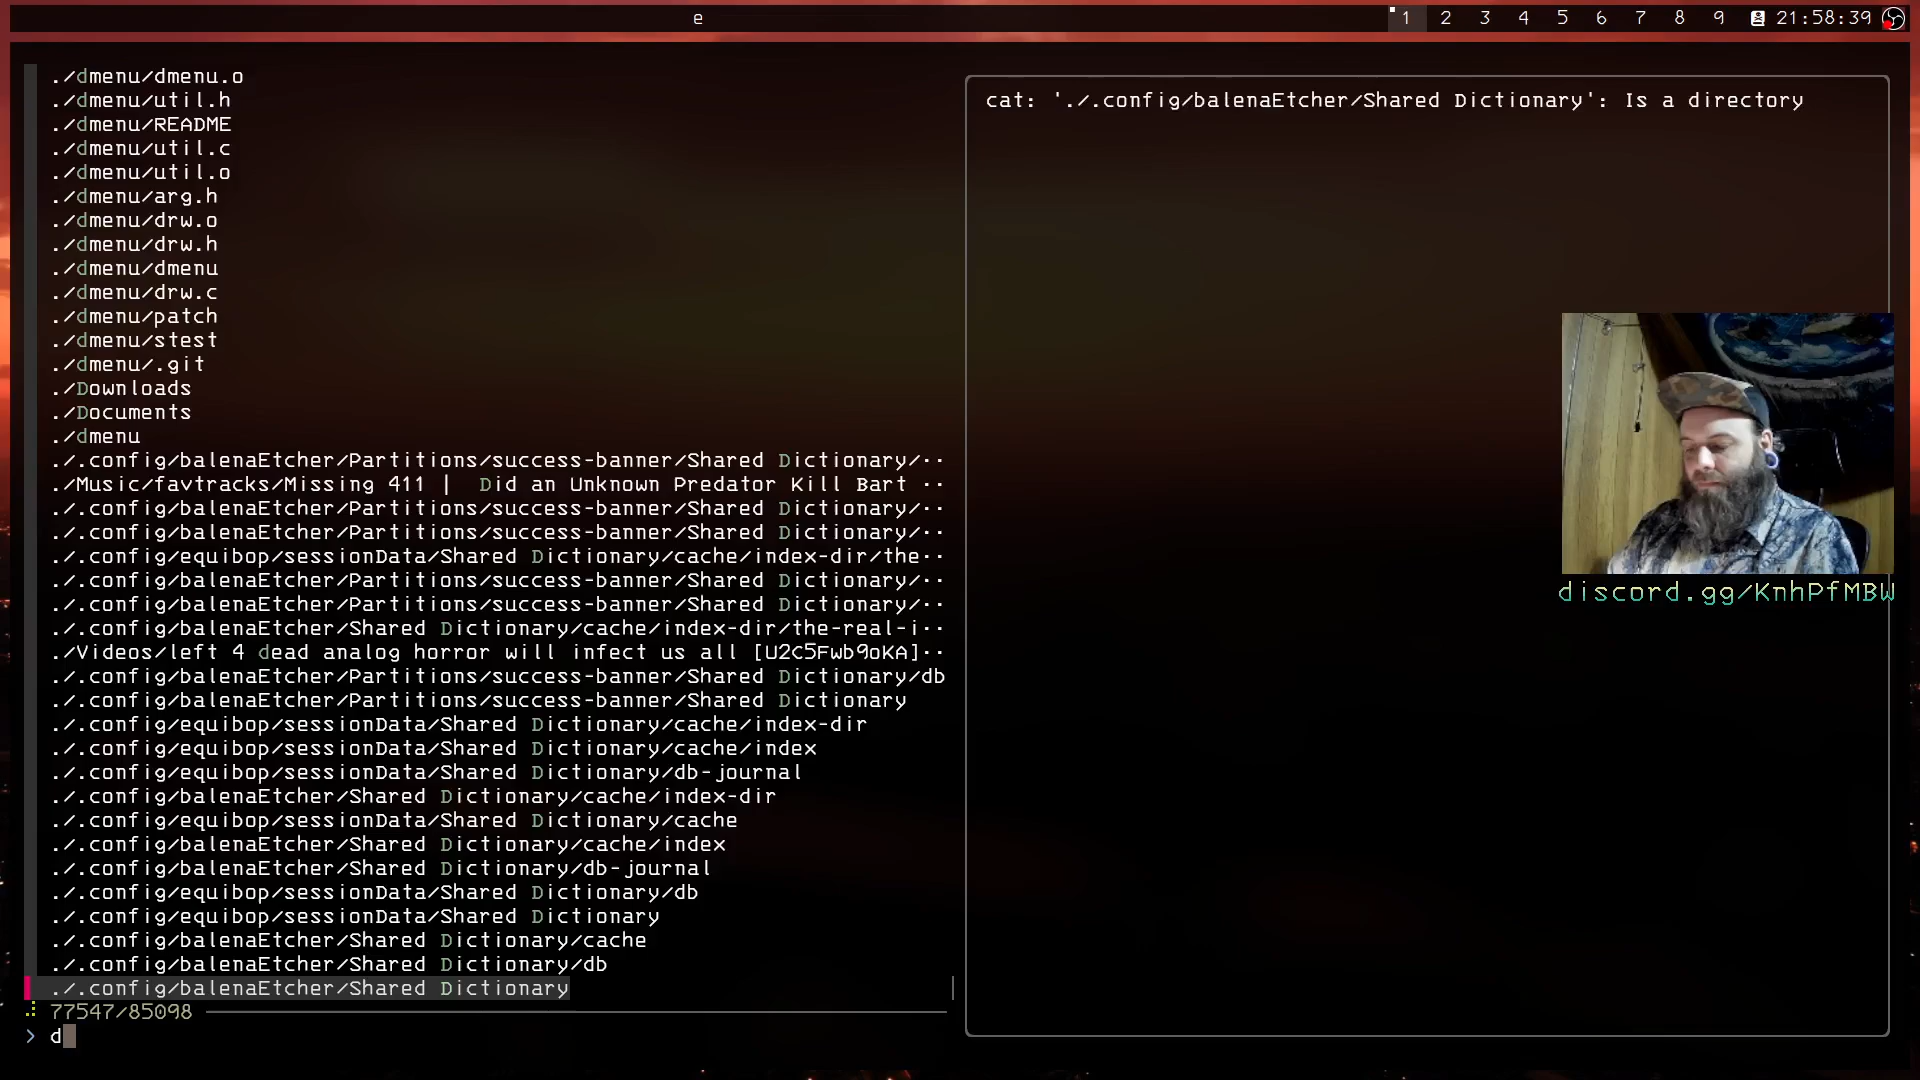 e
1 2 3 4 5 6 7 8 9 21:58:39
./dmenu/dmenu.o
./dmenu/util.h
./dmenu/README
./dmenu/util.c
./dmenu/util.o
./dmenu/arg.h
./dmenu/drw.o
./dmenu/drw.h
./dmenu/dmenu
./dmenu/drw.c
./dmenu/patch
./dmenu/stest
./dmenu/.git
./Downloads
./Documents
./dmenu
./.config/balenaEtcher/Partitions/success-banner/Shared Dictionary/··
./Music/favtracks/Missing 411 |  Did an Unknown Predator Kill Bart ··
./.config/balenaEtcher/Partitions/success-banner/Shared Dictionary/··
./.config/balenaEtcher/Partitions/success-banner/Shared Dictionary/··
./.config/equibop/sessionData/Shared Dictionary/cache/index-dir/the··
./.config/balenaEtcher/Partitions/success-banner/Shared Dictionary/··
./.config/balenaEtcher/Partitions/success-banner/Shared Dictionary/··
./.config/balenaEtcher/Shared Dictionary/cache/index-dir/the-real-i··
./Videos/left 4 dead analog horror will infect us all [U2C5Fwb9oKA]··
./.config/balenaEtcher/Partitions/success-banner/Shared Dictionary/db
./.config/balenaEtcher/Partitions/success-banner/Shared Dictionary
./.config/equibop/sessionData/Shared Dictionary/cache/index-dir
./.config/equibop/sessionData/Shared Dictionary/cache/index
./.config/equibop/sessionData/Shared Dictionary/db-journal
./.config/balenaEtcher/Shared Dictionary/cache/index-dir
./.config/equibop/sessionData/Shared Dictionary/cache
./.config/balenaEtcher/Shared Dictionary/cache/index
./.config/balenaEtcher/Shared Dictionary/db-journal
./.config/equibop/sessionData/Shared Dictionary/db
./.config/equibop/sessionData/Shared Dictionary
./.config/balenaEtcher/Shared Dictionary/cache
./.config/balenaEtcher/Shared Dictionary/db
./.config/balenaEtcher/Shared Dictionary
77547/85098
> d
cat: './.config/balenaEtcher/Shared Dictionary': Is a directory
discord.gg/KnhPfMBW